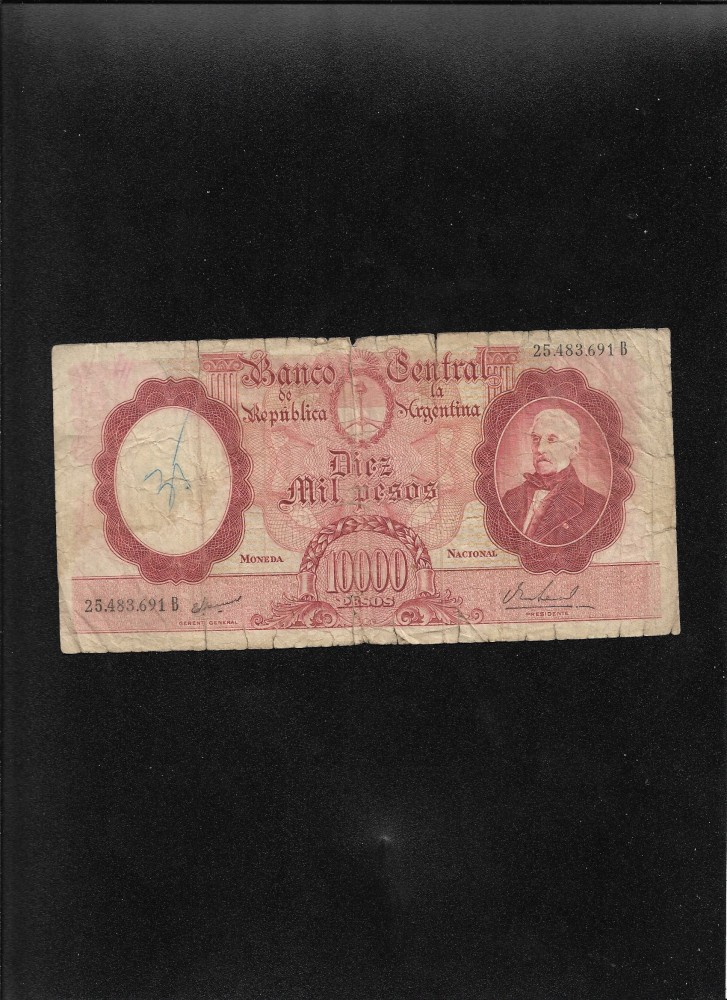 25.483.691 B
Banco Central
de la
República Argentina
Diez
Mil pesos
MONEDA NACIONAL
10000
PESOS
25.483.691 B
GERENTE GENERAL
PRESIDENTE